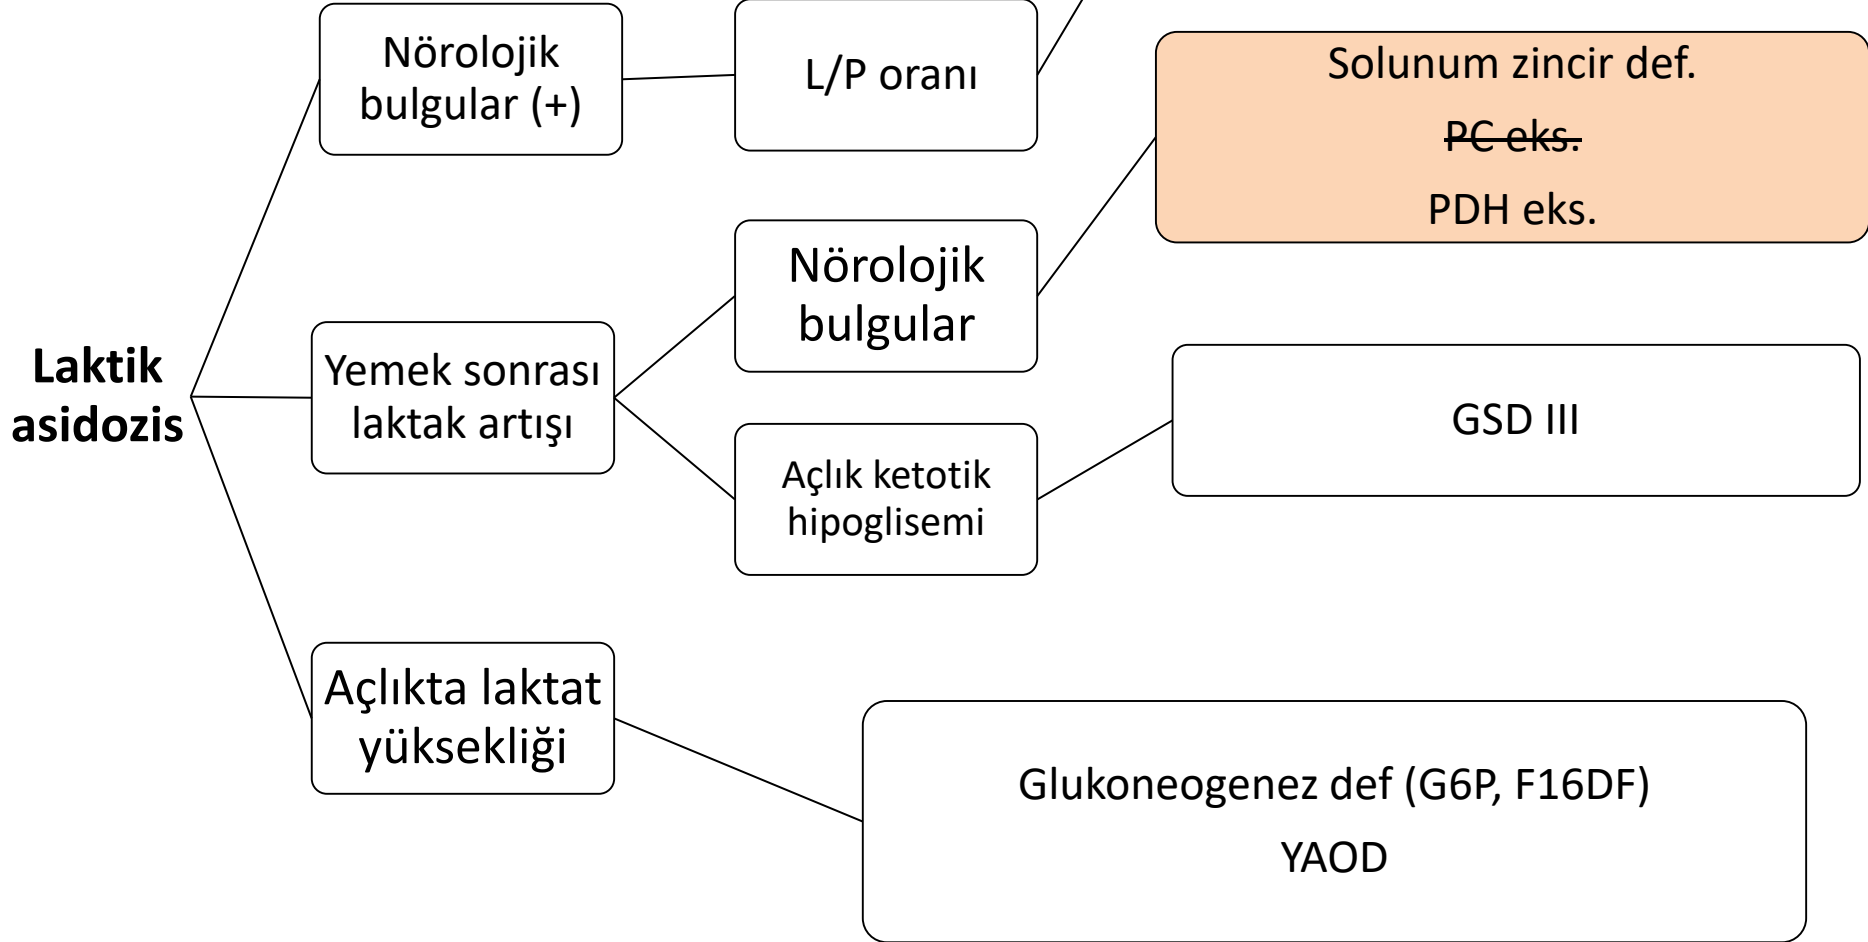 Nörolojik
bulgular (+)
L/P oranı
Solunum zincir def.
PC eks.
PDH eks.
Nörolojik
bulgular
Laktik
asidozis
Yemek sonrası
laktak artışı
GSD III
Açlık ketotik
hipoglisemi
Açlıkta laktat
yüksekliği
Glukoneogenez def (G6P, F16DF)
YAOD